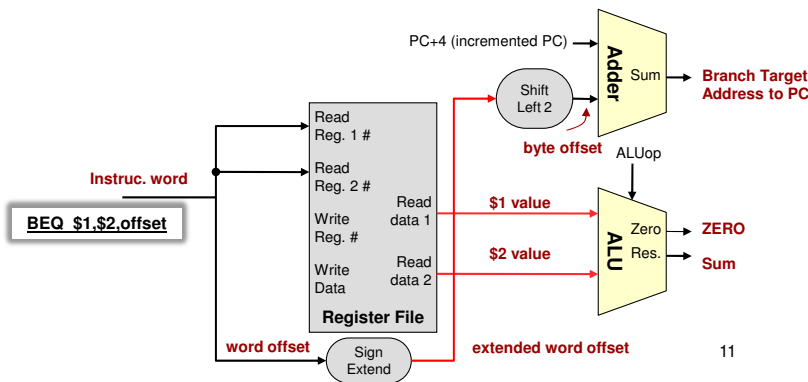 PC+4 (incremented PC)
Adder
Sum
Branch Target
Address to PC
Shift
Left 2
byte offset
ALUop
Read
Reg. 1 #
Instruc. word
Read
Reg. 2 #
BEQ $1,$2,offset
Write
Reg. #
Write
Data
Read
data 1
Read
data 2
Register File
$1 value
$2 value
ALU
Zero
Res.
ZERO
Sum
word offset
Sign
Extend
extended word offset
11